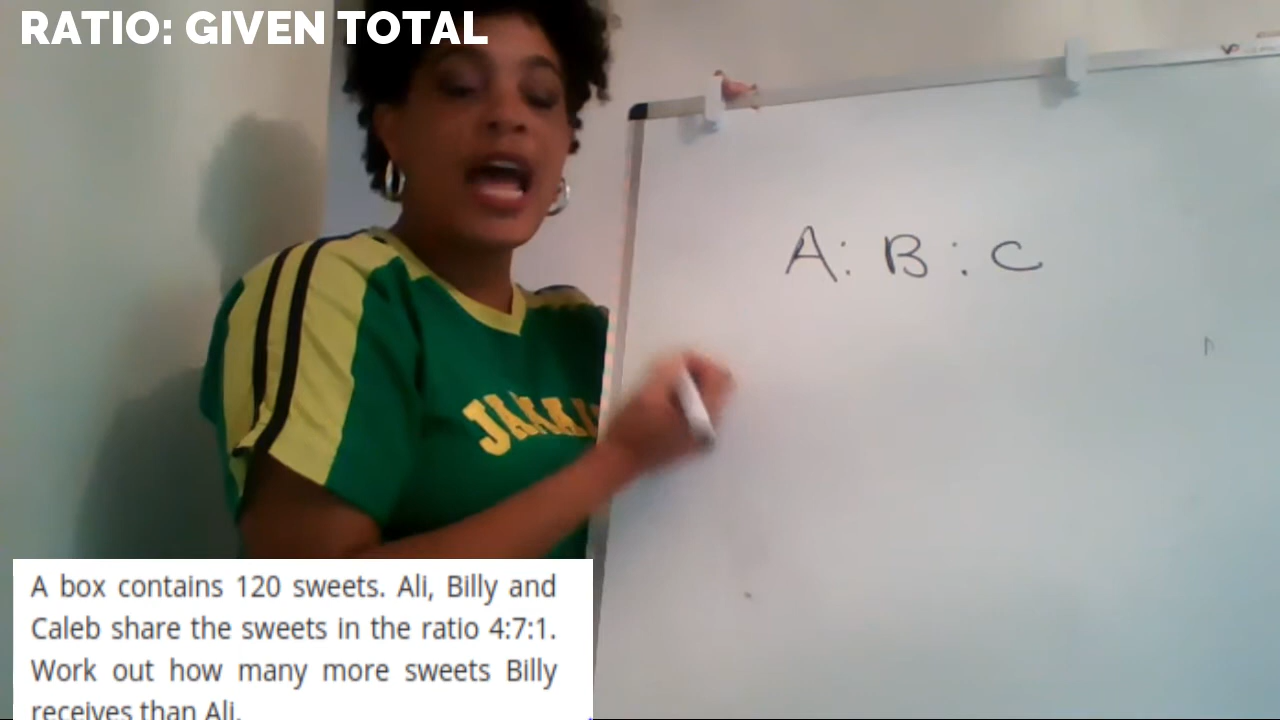 RATIO: GIVEN TOTAL
A: B: C
A box contains 120 sweets. Ali, Billy and
Caleb share the sweets in the ratio 4:7:1.
Work out how many more sweets Billy
receives than Ali.